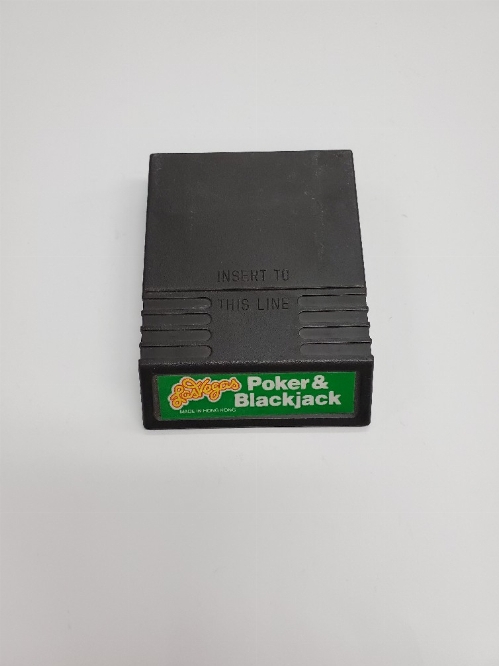 INSERT TO
THIS LINE
Las Vegas
Poker &
Blackjack
MADE IN HONG KONG